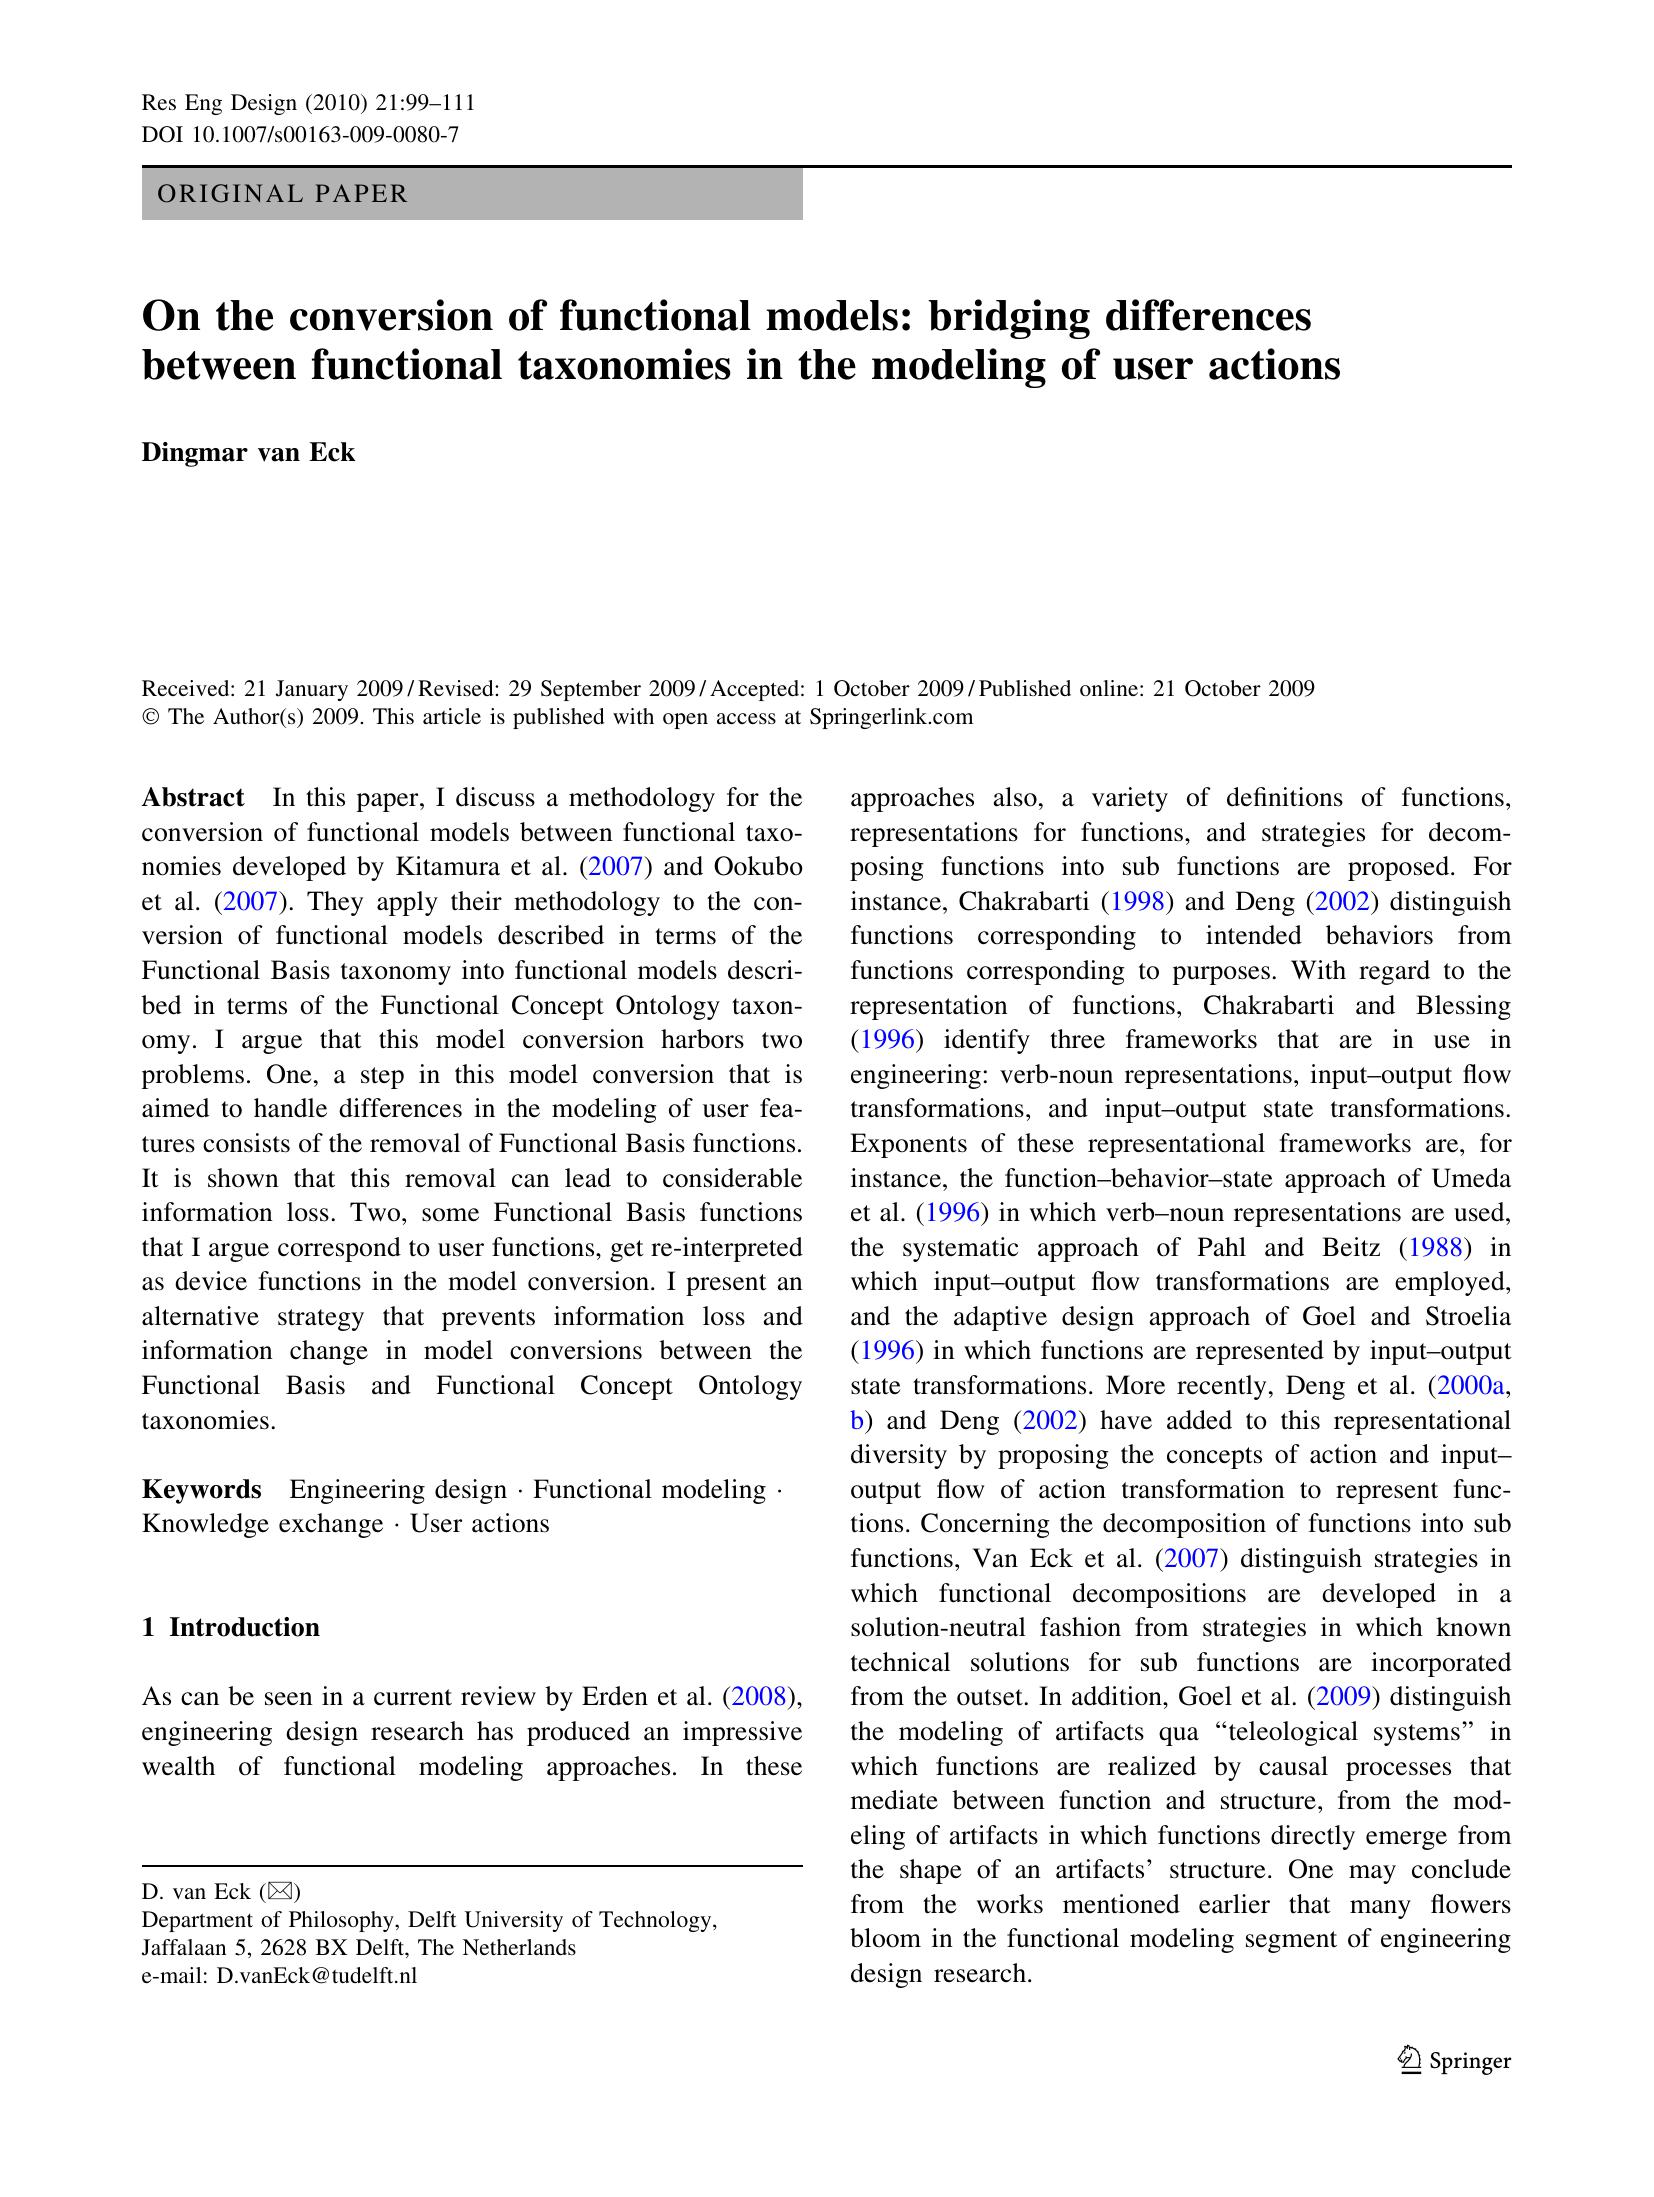 Res Eng Design (2010) 21:99–111
DOI 10.1007/s00163-009-0080-7
ORIGINAL PAPER
On the conversion of functional models: bridging differences
between functional taxonomies in the modeling of user actions
Dingmar van Eck
Received: 21 January 2009 / Revised: 29 September 2009 / Accepted: 1 October 2009 / Published online: 21 October 2009
© The Author(s) 2009. This article is published with open access at Springerlink.com
Abstract In this paper, I discuss a methodology for the
conversion of functional models between functional taxo-
nomies developed by Kitamura et al. (2007) and Ookubo
et al. (2007). They apply their methodology to the con-
version of functional models described in terms of the
Functional Basis taxonomy into functional models descri-
bed in terms of the Functional Concept Ontology taxon-
omy. I argue that this model conversion harbors two
problems. One, a step in this model conversion that is
aimed to handle differences in the modeling of user fea-
tures consists of the removal of Functional Basis functions.
It is shown that this removal can lead to considerable
information loss. Two, some Functional Basis functions
that I argue correspond to user functions, get re-interpreted
as device functions in the model conversion. I present an
alternative strategy that prevents information loss and
information change in model conversions between the
Functional Basis and Functional Concept Ontology
taxonomies.
Keywords Engineering design · Functional modeling ·
Knowledge exchange · User actions
1 Introduction
As can be seen in a current review by Erden et al. (2008),
engineering design research has produced an impressive
wealth of functional modeling approaches. In these
D. van Eck (✉)
Department of Philosophy, Delft University of Technology,
Jaffalaan 5, 2628 BX Delft, The Netherlands
e-mail: D.vanEck@tudelft.nl
approaches also, a variety of definitions of functions,
representations for functions, and strategies for decom-
posing functions into sub functions are proposed. For
instance, Chakrabarti (1998) and Deng (2002) distinguish
functions corresponding to intended behaviors from
functions corresponding to purposes. With regard to the
representation of functions, Chakrabarti and Blessing
(1996) identify three frameworks that are in use in
engineering: verb-noun representations, input–output flow
transformations, and input–output state transformations.
Exponents of these representational frameworks are, for
instance, the function–behavior–state approach of Umeda
et al. (1996) in which verb–noun representations are used,
the systematic approach of Pahl and Beitz (1988) in
which input–output flow transformations are employed,
and the adaptive design approach of Goel and Stroelia
(1996) in which functions are represented by input–output
state transformations. More recently, Deng et al. (2000a,
b) and Deng (2002) have added to this representational
diversity by proposing the concepts of action and input–
output flow of action transformation to represent func-
tions. Concerning the decomposition of functions into sub
functions, Van Eck et al. (2007) distinguish strategies in
which functional decompositions are developed in a
solution-neutral fashion from strategies in which known
technical solutions for sub functions are incorporated
from the outset. In addition, Goel et al. (2009) distinguish
the modeling of artifacts qua “teleological systems” in
which functions are realized by causal processes that
mediate between function and structure, from the mod-
eling of artifacts in which functions directly emerge from
the shape of an artifacts’ structure. One may conclude
from the works mentioned earlier that many flowers
bloom in the functional modeling segment of engineering
design research.
Springer